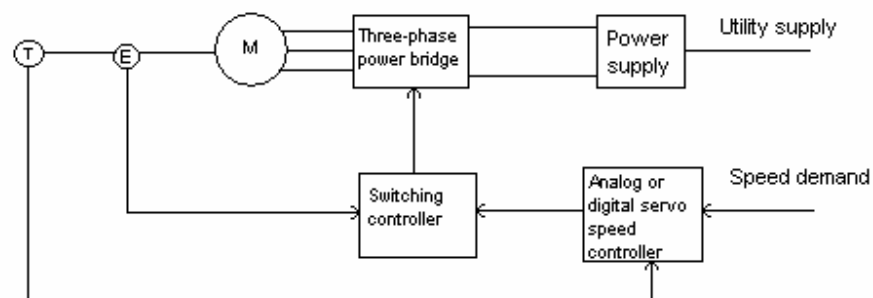 T
E
M
Three-phase
power bridge
Power
supply
Utility supply
Switching
controller
Analog or
digital servo
speed
controller
Speed demand